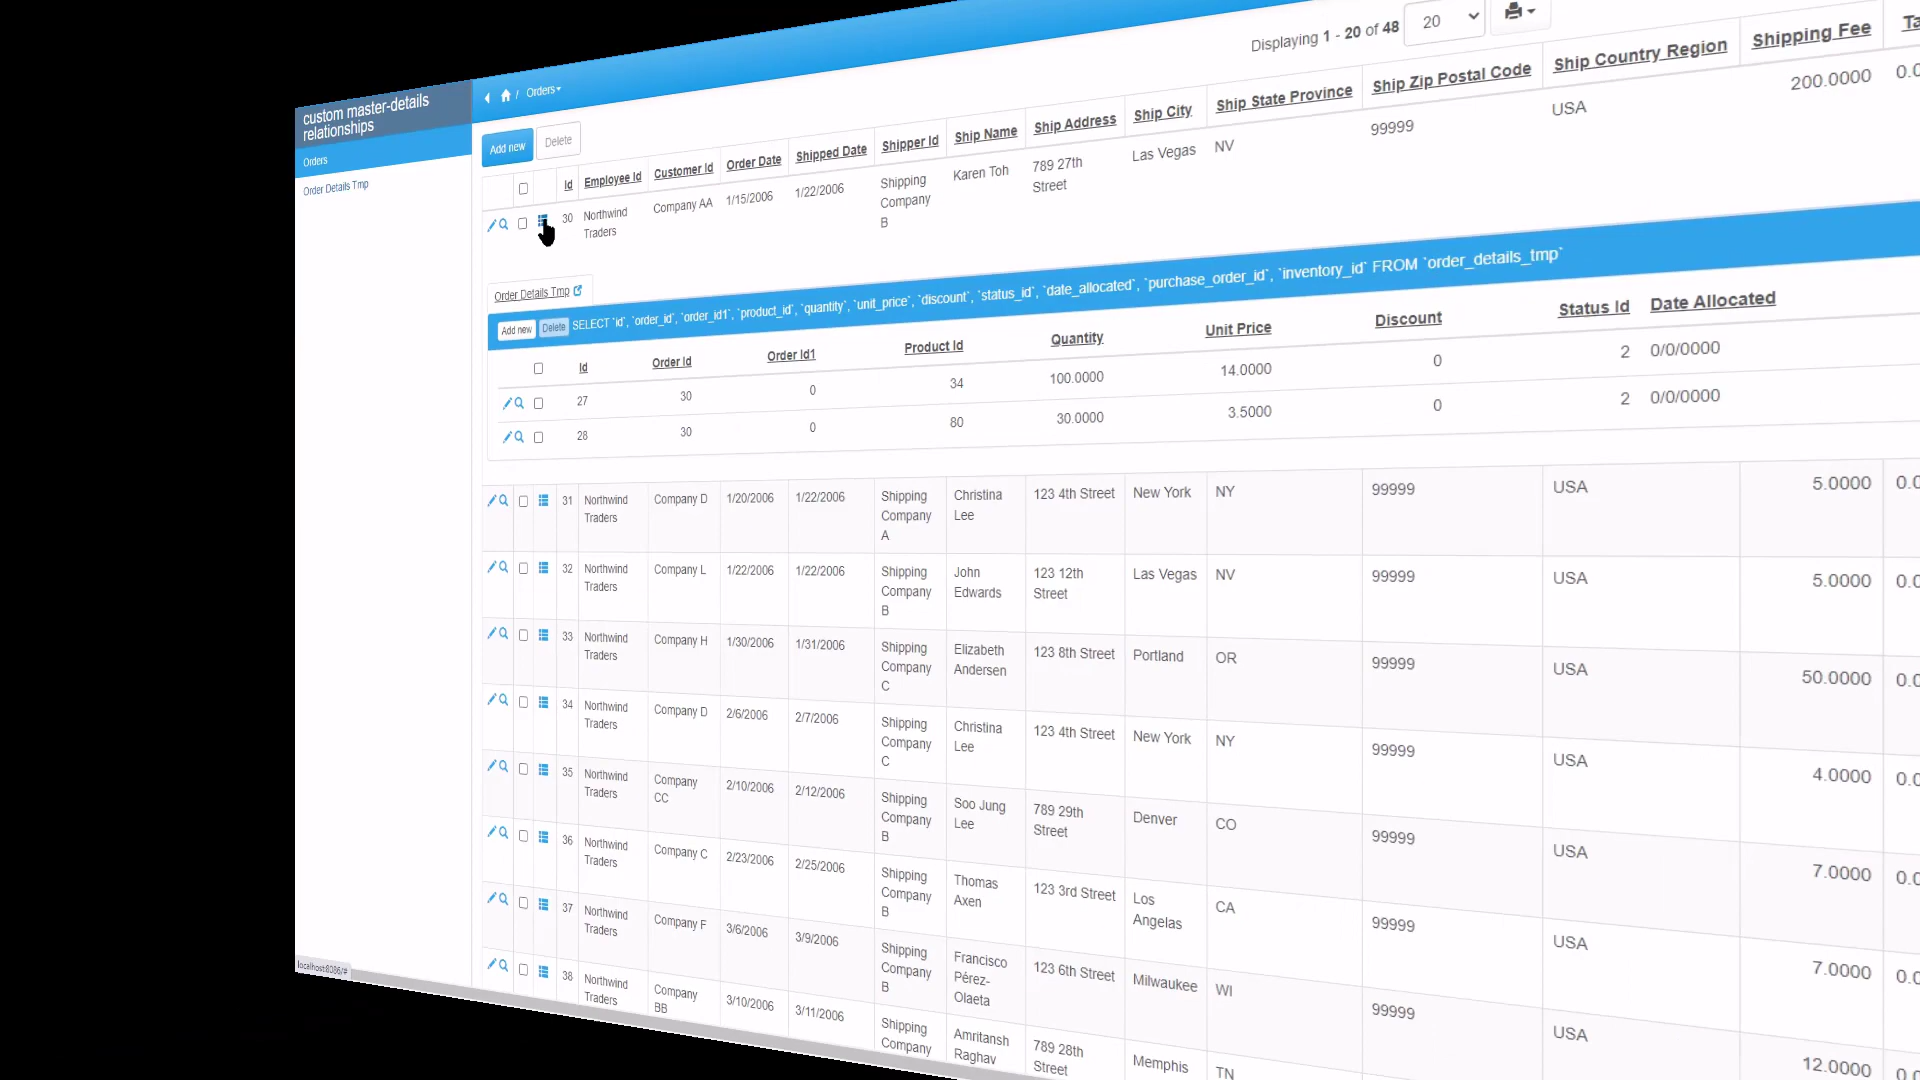 custom master-details
relationships
Orders
Order Details Tmp
/ Orders
Displaying 1 - 20 of 48
20
Add new
Delete
Id Employee Id Customer Id Order Date Shipped Date Shipper Id Ship Name Ship Address Ship City Ship State Province Ship Zip Postal Code Ship Country Region Shipping Fee
30 Northwind Traders Company AA 1/15/2006 1/22/2006 Shipping Company B Karen Toh 789 27th Street Las Vegas NV 99999 USA 200.0000
Order Details Tmp
Add new Delete SELECT `id`, `order_id`, `order_id1`, `product_id`, `quantity`, `unit_price`, `discount`, `status_id`, `date_allocated`, `purchase_order_id`, `inventory_id` FROM `order_details_tmp`
Id Order Id Order Id1 Product Id Quantity Unit Price Discount Status Id Date Allocated
27 30 0 34 100.0000 14.0000 0 2 0/0/0000
28 30 0 80 30.0000 3.5000 0 2 0/0/0000
31 Northwind Traders Company D 1/20/2006 1/22/2006 Shipping Company A Christina Lee 123 4th Street New York NY 99999 USA 5.0000
32 Northwind Traders Company L 1/22/2006 1/22/2006 Shipping Company B John Edwards 123 12th Street Las Vegas NV 99999 USA 5.0000
33 Northwind Traders Company H 1/30/2006 1/31/2006 Shipping Company C Elizabeth Andersen 123 8th Street Portland OR 99999 USA 50.0000
34 Northwind Traders Company D 2/6/2006 2/7/2006 Shipping Company C Christina Lee 123 4th Street New York NY 99999 USA 4.0000
35 Northwind Traders Company CC 2/10/2006 2/12/2006 Shipping Company B Soo Jung Lee 789 29th Street Denver CO 99999 USA 7.0000
36 Northwind Traders Company C 2/23/2006 2/25/2006 Shipping Company B Thomas Axen 123 3rd Street Los Angelas CA 99999 USA 7.0000
37 Northwind Traders Company F 3/6/2006 3/9/2006 Shipping Company B Francisco Pérez-Olaeta 123 6th Street Milwaukee WI 99999 USA 12.0000
38 Northwind Traders Company BB 3/10/2006 3/11/2006 Shipping Company Amritansh Raghav 789 28th Street Memphis TN
localhost:8086/#